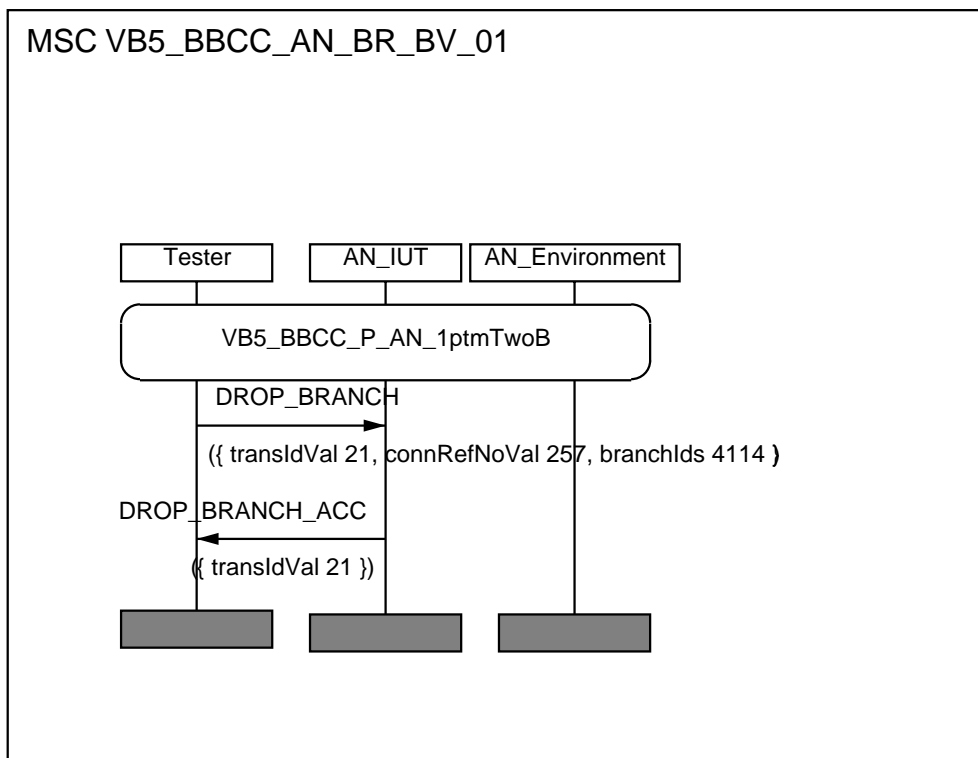 MSC VB5_BBCC_AN_BR_BV_01
Tester AN_IUT AN_Environment
VB5_BBCC_P_AN_1ptmTwoB
DROP_BRANCH
({ transIdVal 21, connRefNoVal 257, branchIds 4114 })
DROP_BRANCH_ACC
({ transIdVal 21 })